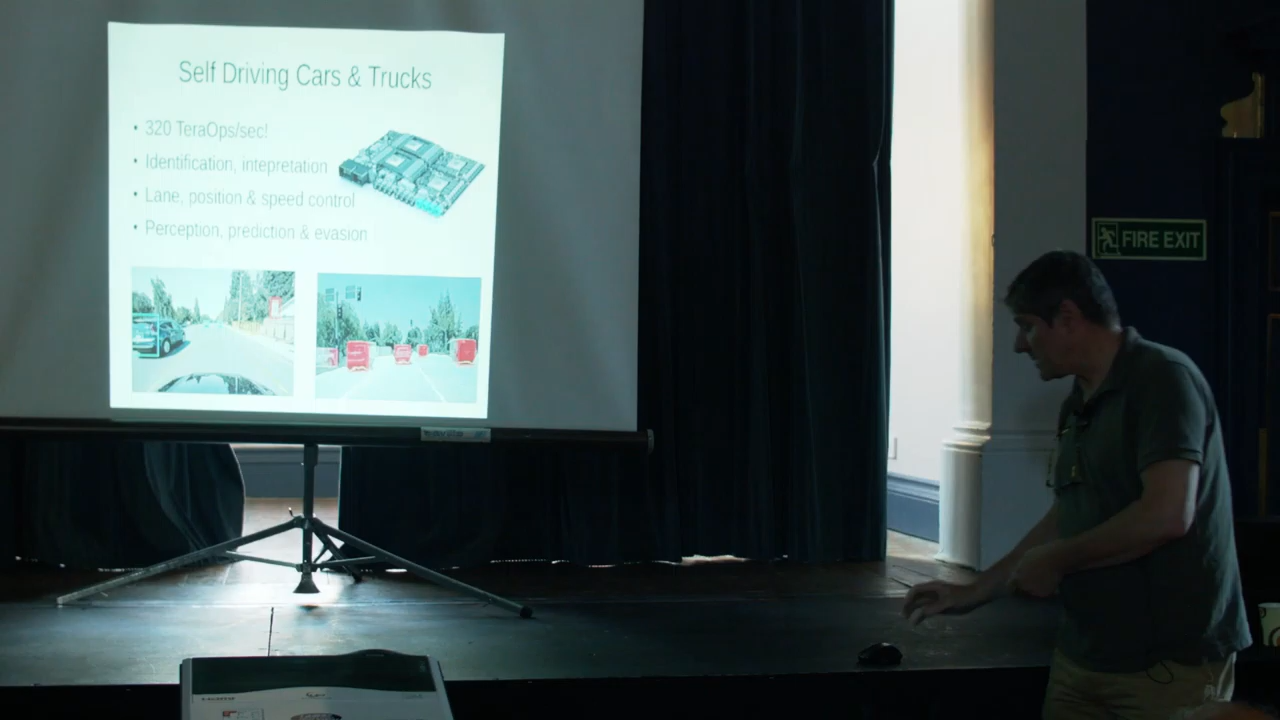 Self Driving Cars & Trucks
• 320 TeraOps/sec!
• Identification, intepretation
• Lane, position & speed control
• Perception, prediction & evasion
FIRE EXIT